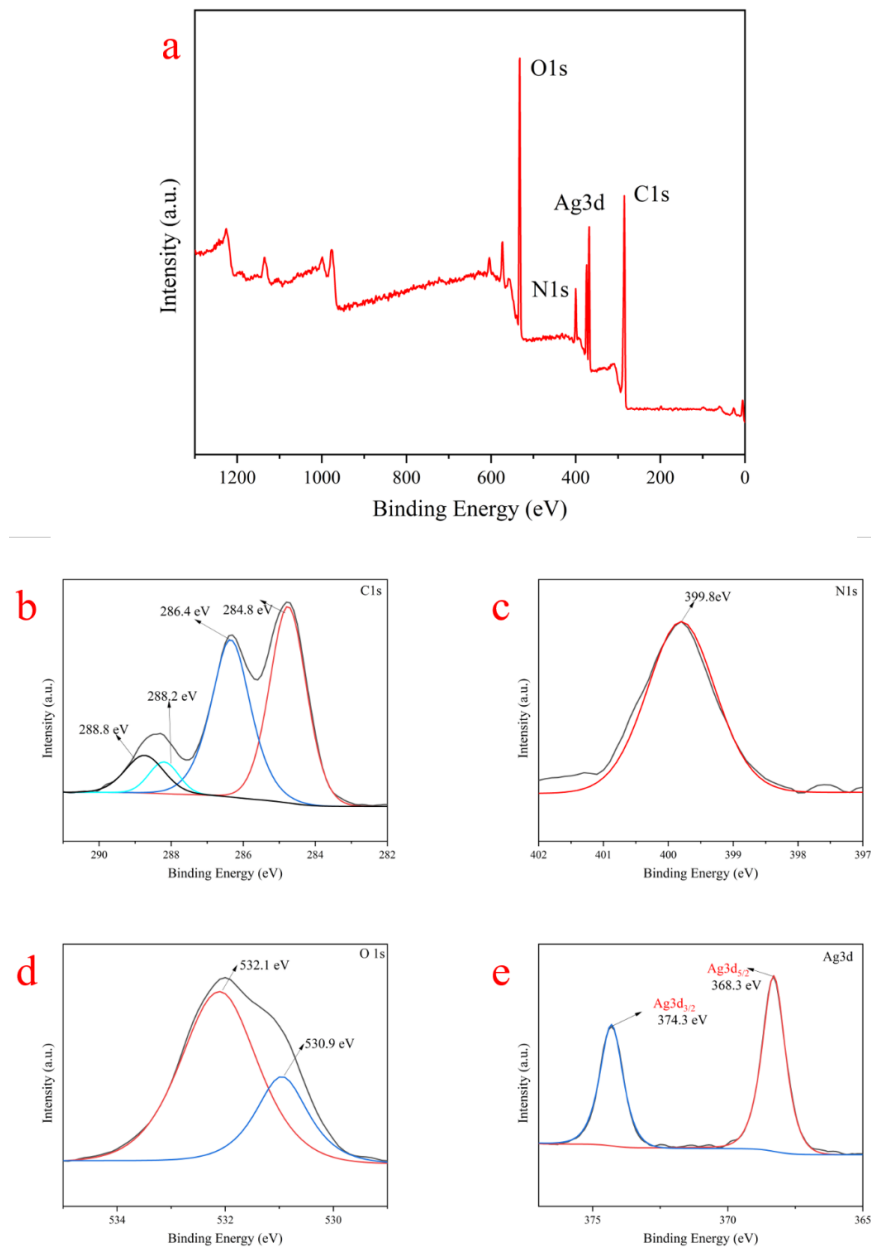 a
O1s
Ag3d
C1s
N1s
Intensity (a.u.)
1200 1000 800 600 400 200 0
Binding Energy (eV)
b
C1s
286.4 eV
284.8 eV
288.2 eV
288.8 eV
Intensity (a.u.)
290 288 286 284 282
Binding Energy (eV)
c
N1s
399.8eV
Intensity (a.u.)
402 401 400 399 398 397
Binding Energy (eV)
d
O 1s
532.1 eV
530.9 eV
Intensity (a.u.)
534 532 530
Binding Energy (eV)
e
Ag3d
Ag3d5/2
368.3 eV
Ag3d3/2
374.3 eV
Intensity (a.u.)
375 370 365
Binding Energy (eV)